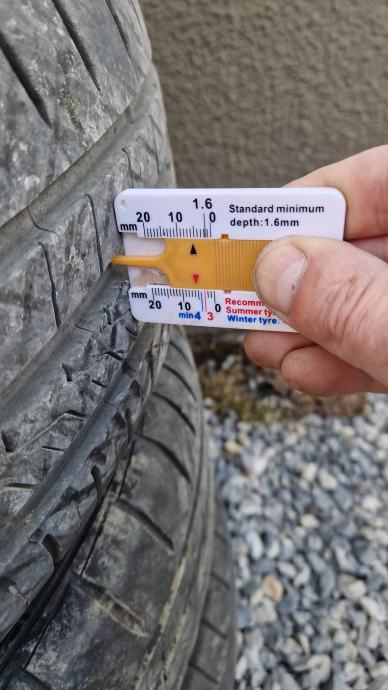 1.6
mm 20 10 0
Standard minimum
depth:1.6mm
mm 20 10 0
min4 3
Recomm
Summer ty
Winter tyre.